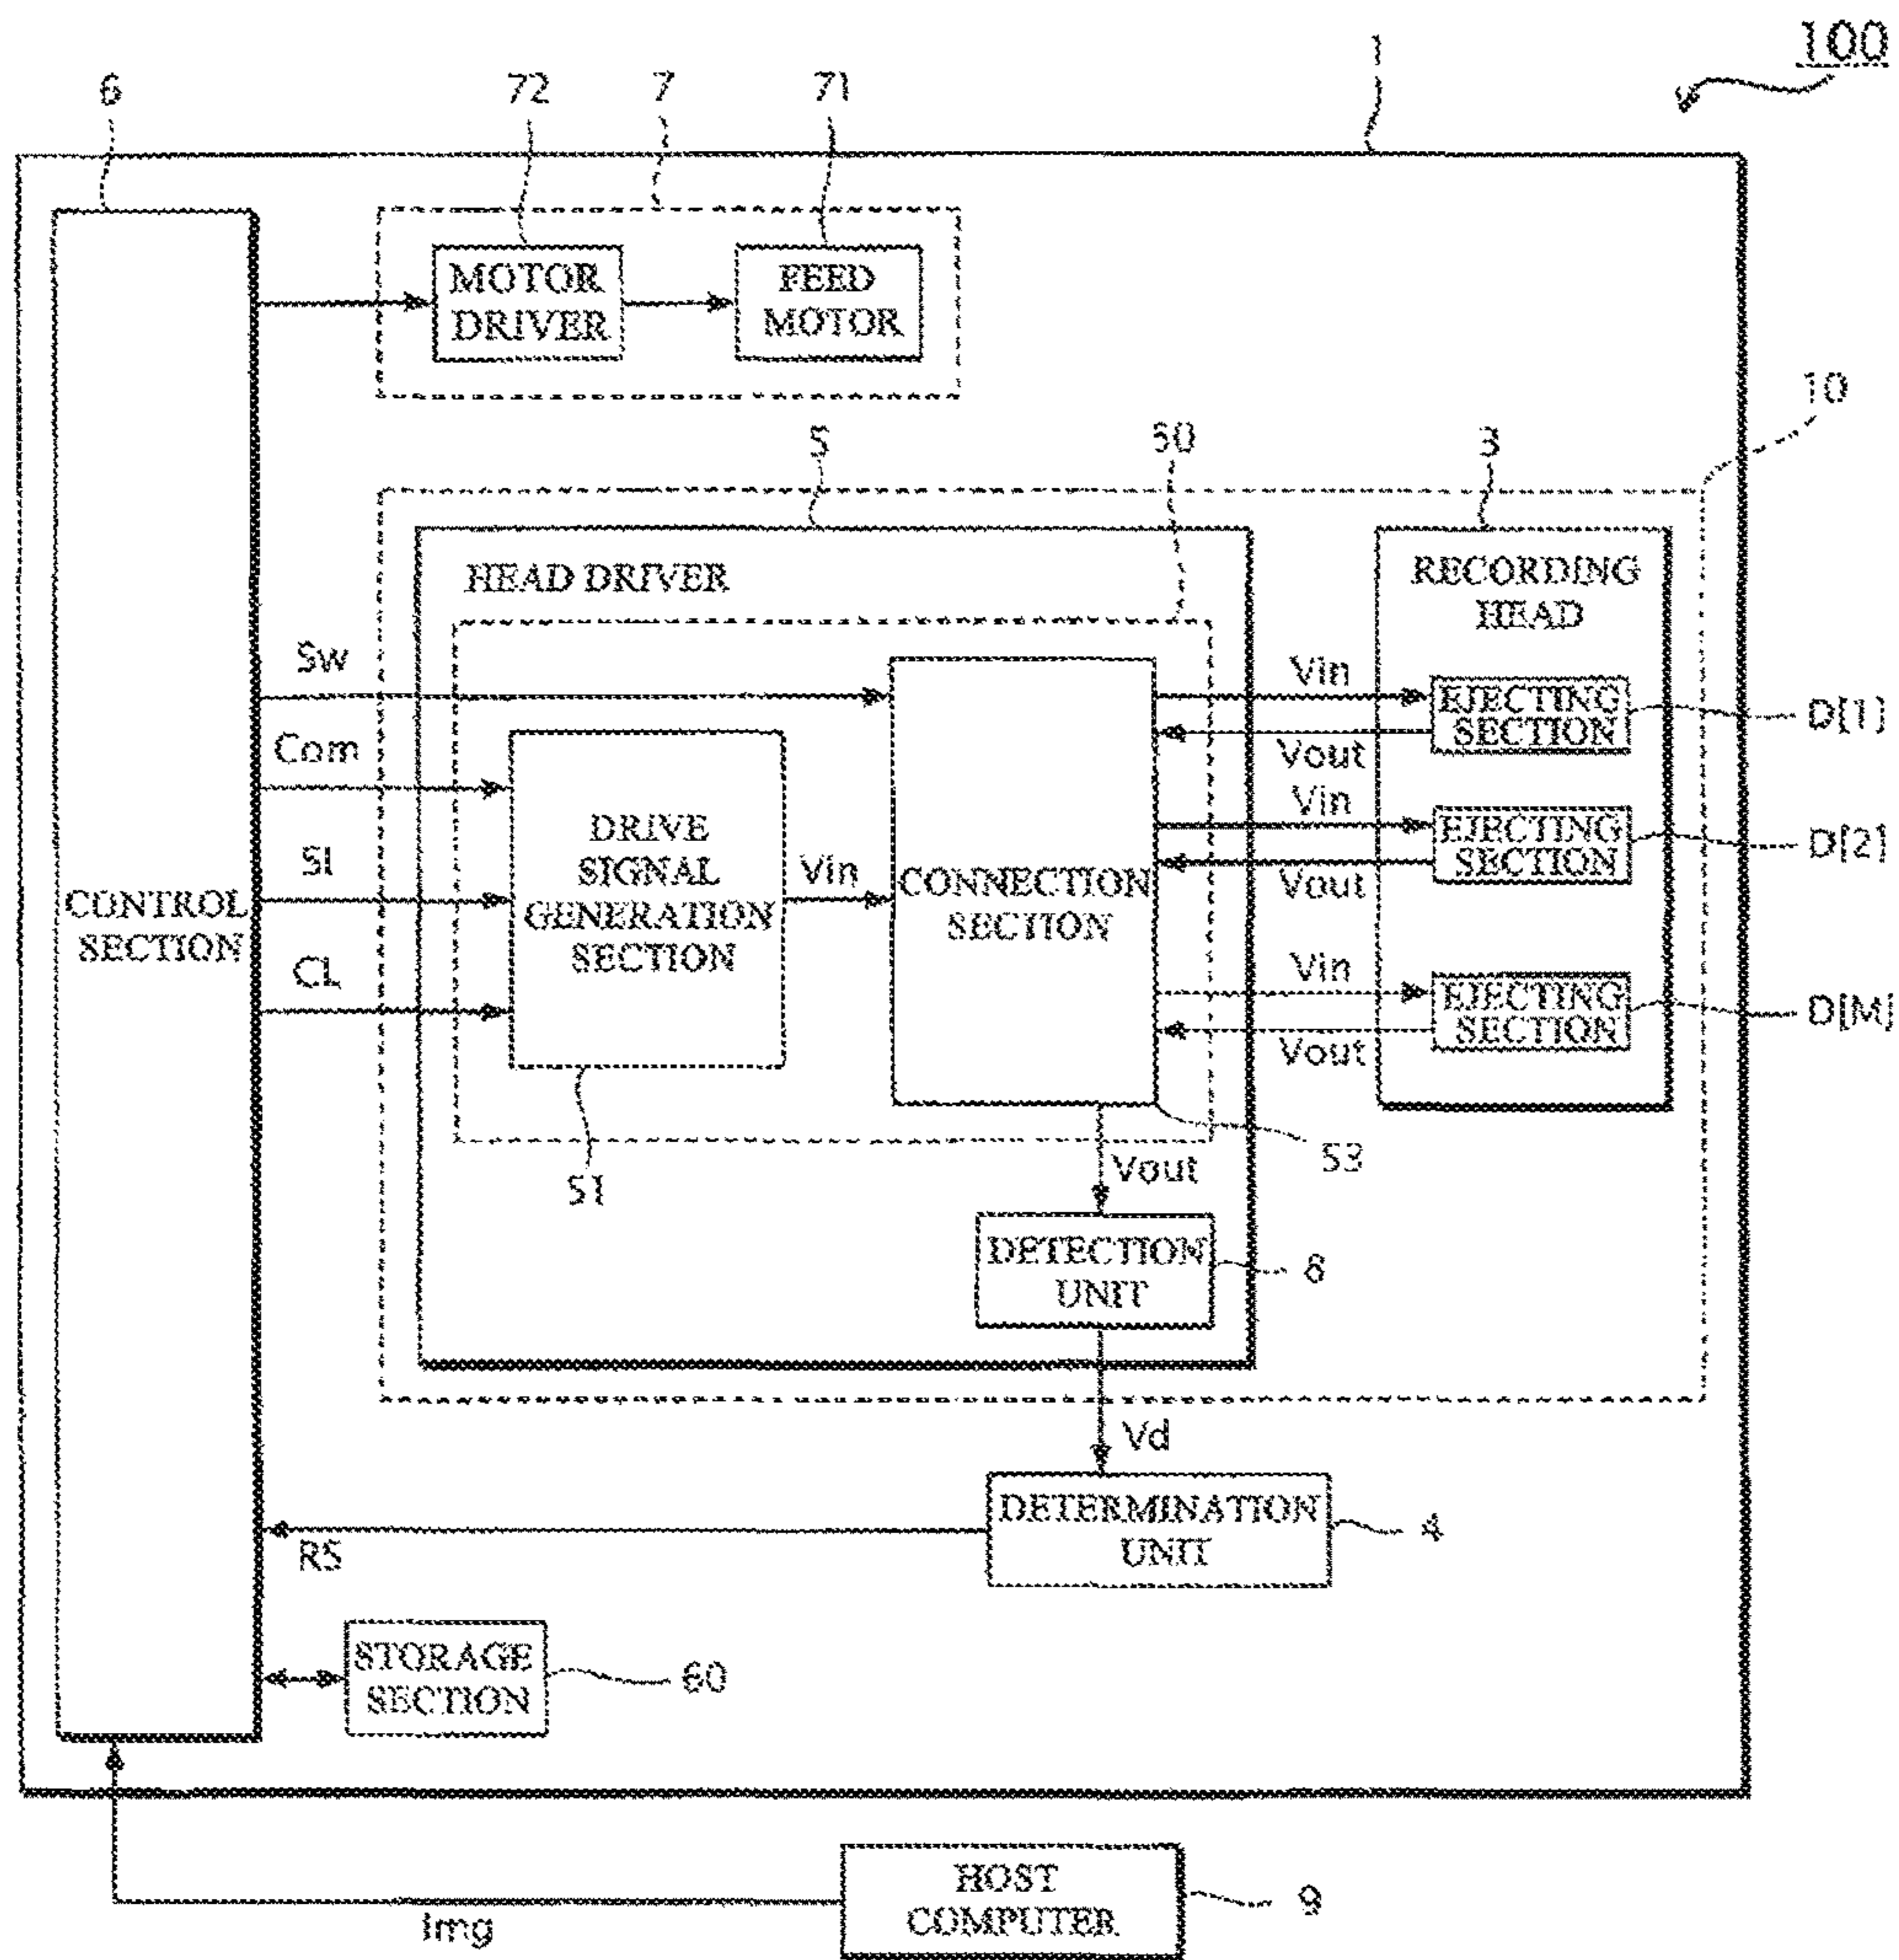 100
1
6
72
7
71
MOTOR
DRIVER
FEED
MOTOR
10
5
50
3
HEAD DRIVER
RECORDING
HEAD
Sw
Com
SI
CL
CONTROL
SECTION
DRIVE
SIGNAL
GENERATION
SECTION
Vin
CONNECTION
SECTION
Vin
EJECTING
SECTION
D[1]
Vout
Vin
EJECTING
SECTION
D[2]
Vout
Vin
EJECTING
SECTION
D[M]
Vout
51
53
Vout
DETECTION
UNIT
8
Vd
DETERMINATION
UNIT
4
RS
STORAGE
SECTION
60
HOST
COMPUTER
9
Img